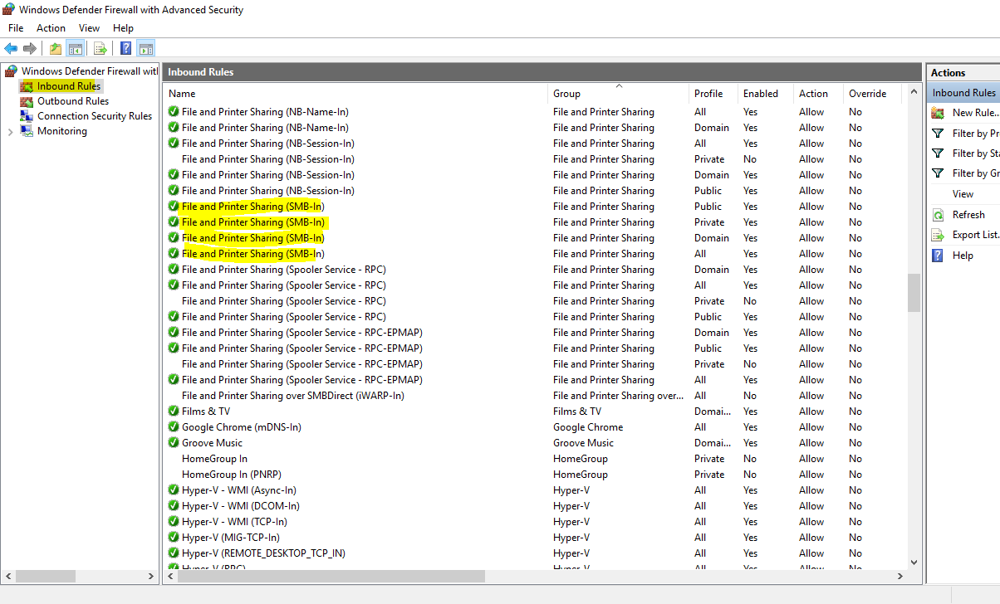 Windows Defender Firewall with Advanced Security
File Action View Help
Windows Defender Firewall wit
Inbound Rules
Outbound Rules
Connection Security Rules
Monitoring
Inbound Rules
Name Group Profile Enabled Action Override
File and Printer Sharing (NB-Name-In) File and Printer Sharing All Yes Allow No
File and Printer Sharing (NB-Name-In) File and Printer Sharing Domain Yes Allow No
File and Printer Sharing (NB-Session-In) File and Printer Sharing All Yes Allow No
File and Printer Sharing (NB-Session-In) File and Printer Sharing Private No Allow No
File and Printer Sharing (NB-Session-In) File and Printer Sharing Domain Yes Allow No
File and Printer Sharing (NB-Session-In) File and Printer Sharing Public Yes Allow No
File and Printer Sharing (SMB-In) File and Printer Sharing Public Yes Allow No
File and Printer Sharing (SMB-In) File and Printer Sharing Private Yes Allow No
File and Printer Sharing (SMB-In) File and Printer Sharing Domain Yes Allow No
File and Printer Sharing (SMB-In) File and Printer Sharing All Yes Allow No
File and Printer Sharing (Spooler Service - RPC) File and Printer Sharing Domain Yes Allow No
File and Printer Sharing (Spooler Service - RPC) File and Printer Sharing All Yes Allow No
File and Printer Sharing (Spooler Service - RPC) File and Printer Sharing Private No Allow No
File and Printer Sharing (Spooler Service - RPC) File and Printer Sharing Public Yes Allow No
File and Printer Sharing (Spooler Service - RPC-EPMAP) File and Printer Sharing Domain Yes Allow No
File and Printer Sharing (Spooler Service - RPC-EPMAP) File and Printer Sharing Public Yes Allow No
File and Printer Sharing (Spooler Service - RPC-EPMAP) File and Printer Sharing Private No Allow No
File and Printer Sharing (Spooler Service - RPC-EPMAP) File and Printer Sharing All Yes Allow No
File and Printer Sharing over SMBDirect (iWARP-In) File and Printer Sharing over... All No Allow No
Films & TV Films & TV Domai... Yes Allow No
Google Chrome (mDNS-In) Google Chrome All Yes Allow No
Groove Music Groove Music Domai... Yes Allow No
HomeGroup In HomeGroup Private No Allow No
HomeGroup In (PNRP) HomeGroup Private No Allow No
Hyper-V - WMI (Async-In) Hyper-V All Yes Allow No
Hyper-V - WMI (DCOM-In) Hyper-V All Yes Allow No
Hyper-V - WMI (TCP-In) Hyper-V All Yes Allow No
Hyper-V (MIG-TCP-In) Hyper-V All Yes Allow No
Hyper-V (REMOTE_DESKTOP_TCP_IN) Hyper-V All Yes Allow No
Hyper-V (RPC) Hyper-V All Yes Allow No
Actions
Inbound Rules
New Rule...
Filter by Pr
Filter by Sta
Filter by Gr
View
Refresh
Export List.
Help